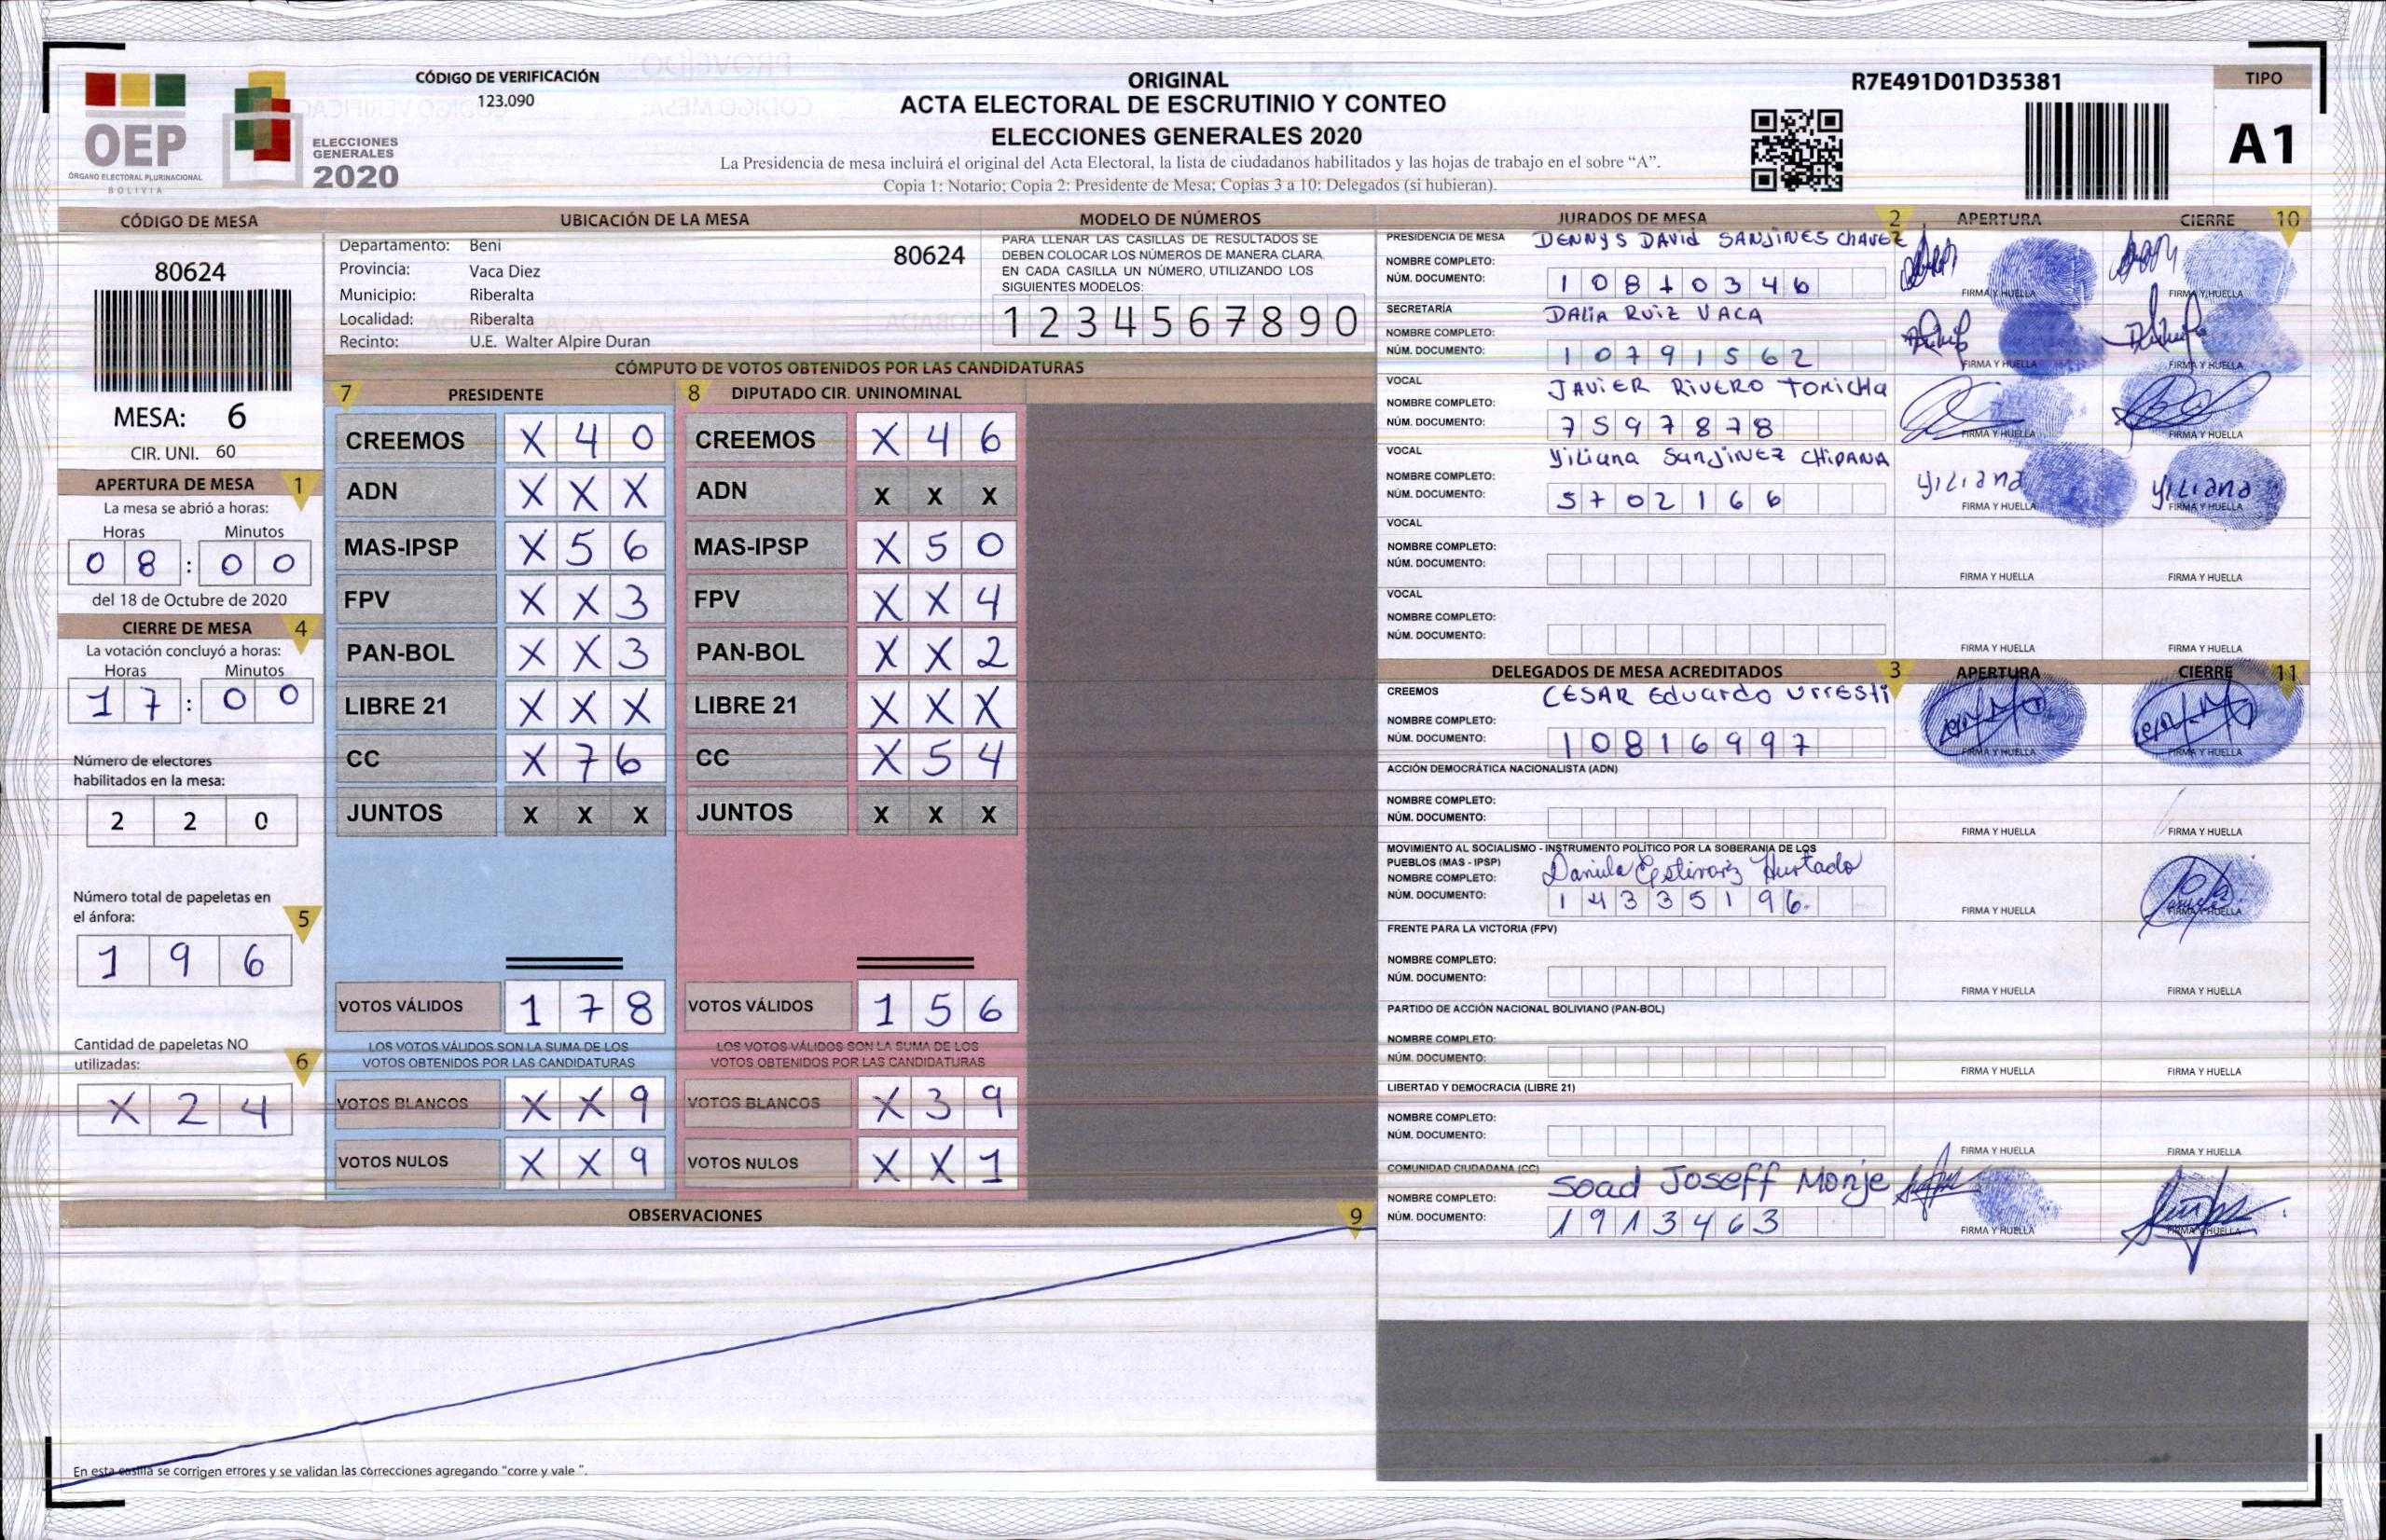 CÓDIGO DE VERIFICACIÓN
123.090
OEP
ÓRGANO ELECTORAL PLURINACIONAL
BOLIVIA
ELECCIONES
GENERALES
2020
ORIGINAL
ACTA ELECTORAL DE ESCRUTINIO Y CONTEO
ELECCIONES GENERALES 2020
La Presidencia de mesa incluirá el original del Acta Electoral, la lista de ciudadanos habilitados y las hojas de trabajo en el sobre “A”.
Copia 1: Notario; Copia 2: Presidente de Mesa; Copias 3 a 10: Delegados (si hubieran).
R7E491D01D35381
TIPO
A1
CÓDIGO DE MESA
80624
MESA: 6
CIR. UNI. 60
APERTURA DE MESA 1
La mesa se abrió a horas:
Horas Minutos
0 8 : 0 0
del 18 de Octubre de 2020
CIERRE DE MESA 4
La votación concluyó a horas:
Horas Minutos
1 7 : 0 0
Número de electores
habilitados en la mesa:
2 2 0
Número total de papeletas en
el ánfora: 5
1 9 6
Cantidad de papeletas NO
utilizadas: 6
X 2 4
UBICACIÓN DE LA MESA
Departamento: Beni
80624
Provincia: Vaca Diez
Municipio: Riberalta
Localidad: Riberalta
Recinto: U.E. Walter Alpire Duran
MODELO DE NÚMEROS
PARA LLENAR LAS CASILLAS DE RESULTADOS SE
DEBEN COLOCAR LOS NÚMEROS DE MANERA CLARA
EN CADA CASILLA UN NÚMERO, UTILIZANDO LOS
SIGUIENTES MODELOS:
1 2 3 4 5 6 7 8 9 0
CÓMPUTO DE VOTOS OBTENIDOS POR LAS CANDIDATURAS
7 PRESIDENTE
CREEMOS X 4 0
ADN X X X
MAS-IPSP X 5 6
FPV X X 3
PAN-BOL X X 3
LIBRE 21 X X X
CC X 7 6
JUNTOS X X X
VOTOS VÁLIDOS 1 7 8
LOS VOTOS VÁLIDOS SON LA SUMA DE LOS
VOTOS OBTENIDOS POR LAS CANDIDATURAS
VOTOS BLANCOS X X 9
VOTOS NULOS X X 9
8 DIPUTADO CIR. UNINOMINAL
CREEMOS X 4 6
ADN X X X
MAS-IPSP X 5 0
FPV X X 4
PAN-BOL X X 2
LIBRE 21 X X X
CC X 5 4
JUNTOS X X X
VOTOS VÁLIDOS 1 5 6
LOS VOTOS VÁLIDOS SON LA SUMA DE LOS
VOTOS OBTENIDOS POR LAS CANDIDATURAS
VOTOS BLANCOS X 3 9
VOTOS NULOS X X 1
OBSERVACIONES 9
En esta casilla se corrigen errores y se validan las correcciones agregando “corre y vale ”.
JURADOS DE MESA 2 APERTURA CIERRE 10
PRESIDENCIA DE MESA DENNYS DAVID SANJINES CHAVEZ
NOMBRE COMPLETO:
NÚM. DOCUMENTO: 1 0 8 1 0 3 4 6
FIRMA Y HUELLA FIRMA Y HUELLA
SECRETARÍA DALIA RUIZ VACA
NOMBRE COMPLETO:
NÚM. DOCUMENTO: 1 0 7 9 1 5 6 2
FIRMA Y HUELLA FIRMA Y HUELLA
VOCAL JAVIER RIVERO TORICHA
NOMBRE COMPLETO:
NÚM. DOCUMENTO: 7 5 9 7 8 7 8
FIRMA Y HUELLA FIRMA Y HUELLA
VOCAL Yiliana SANJINEZ CHIPANA
NOMBRE COMPLETO: Yiliana Yiliana
NÚM. DOCUMENTO: 5 7 0 2 1 6 6
FIRMA Y HUELLA FIRMA Y HUELLA
VOCAL
NOMBRE COMPLETO:
NÚM. DOCUMENTO:
FIRMA Y HUELLA FIRMA Y HUELLA
VOCAL
NOMBRE COMPLETO:
NÚM. DOCUMENTO:
FIRMA Y HUELLA FIRMA Y HUELLA
DELEGADOS DE MESA ACREDITADOS 3 APERTURA CIERRE 11
CREEMOS CESAR Eduardo Urresti
NOMBRE COMPLETO:
NÚM. DOCUMENTO: 1 0 8 1 6 9 9 7
FIRMA Y HUELLA FIRMA Y HUELLA
ACCIÓN DEMOCRÁTICA NACIONALISTA (ADN)
NOMBRE COMPLETO:
NÚM. DOCUMENTO:
FIRMA Y HUELLA FIRMA Y HUELLA
MOVIMIENTO AL SOCIALISMO - INSTRUMENTO POLÍTICO POR LA SOBERANIA DE LOS
PUEBLOS (MAS - IPSP)
NOMBRE COMPLETO: Daniela Hurtado
NÚM. DOCUMENTO: 1 4 3 3 5 1 9 6.
FIRMA Y HUELLA FIRMA Y HUELLA
FRENTE PARA LA VICTORIA (FPV)
NOMBRE COMPLETO:
NÚM. DOCUMENTO:
FIRMA Y HUELLA FIRMA Y HUELLA
PARTIDO DE ACCIÓN NACIONAL BOLIVIANO (PAN-BOL)
NOMBRE COMPLETO:
NÚM. DOCUMENTO:
FIRMA Y HUELLA FIRMA Y HUELLA
LIBERTAD Y DEMOCRACIA (LIBRE 21)
NOMBRE COMPLETO:
NÚM. DOCUMENTO:
FIRMA Y HUELLA FIRMA Y HUELLA
COMUNIDAD CIUDADANA (CC)
NOMBRE COMPLETO: Soad Joseff Monje
NÚM. DOCUMENTO: 1 9 1 3 4 6 3
FIRMA Y HUELLA FIRMA Y HUELLA